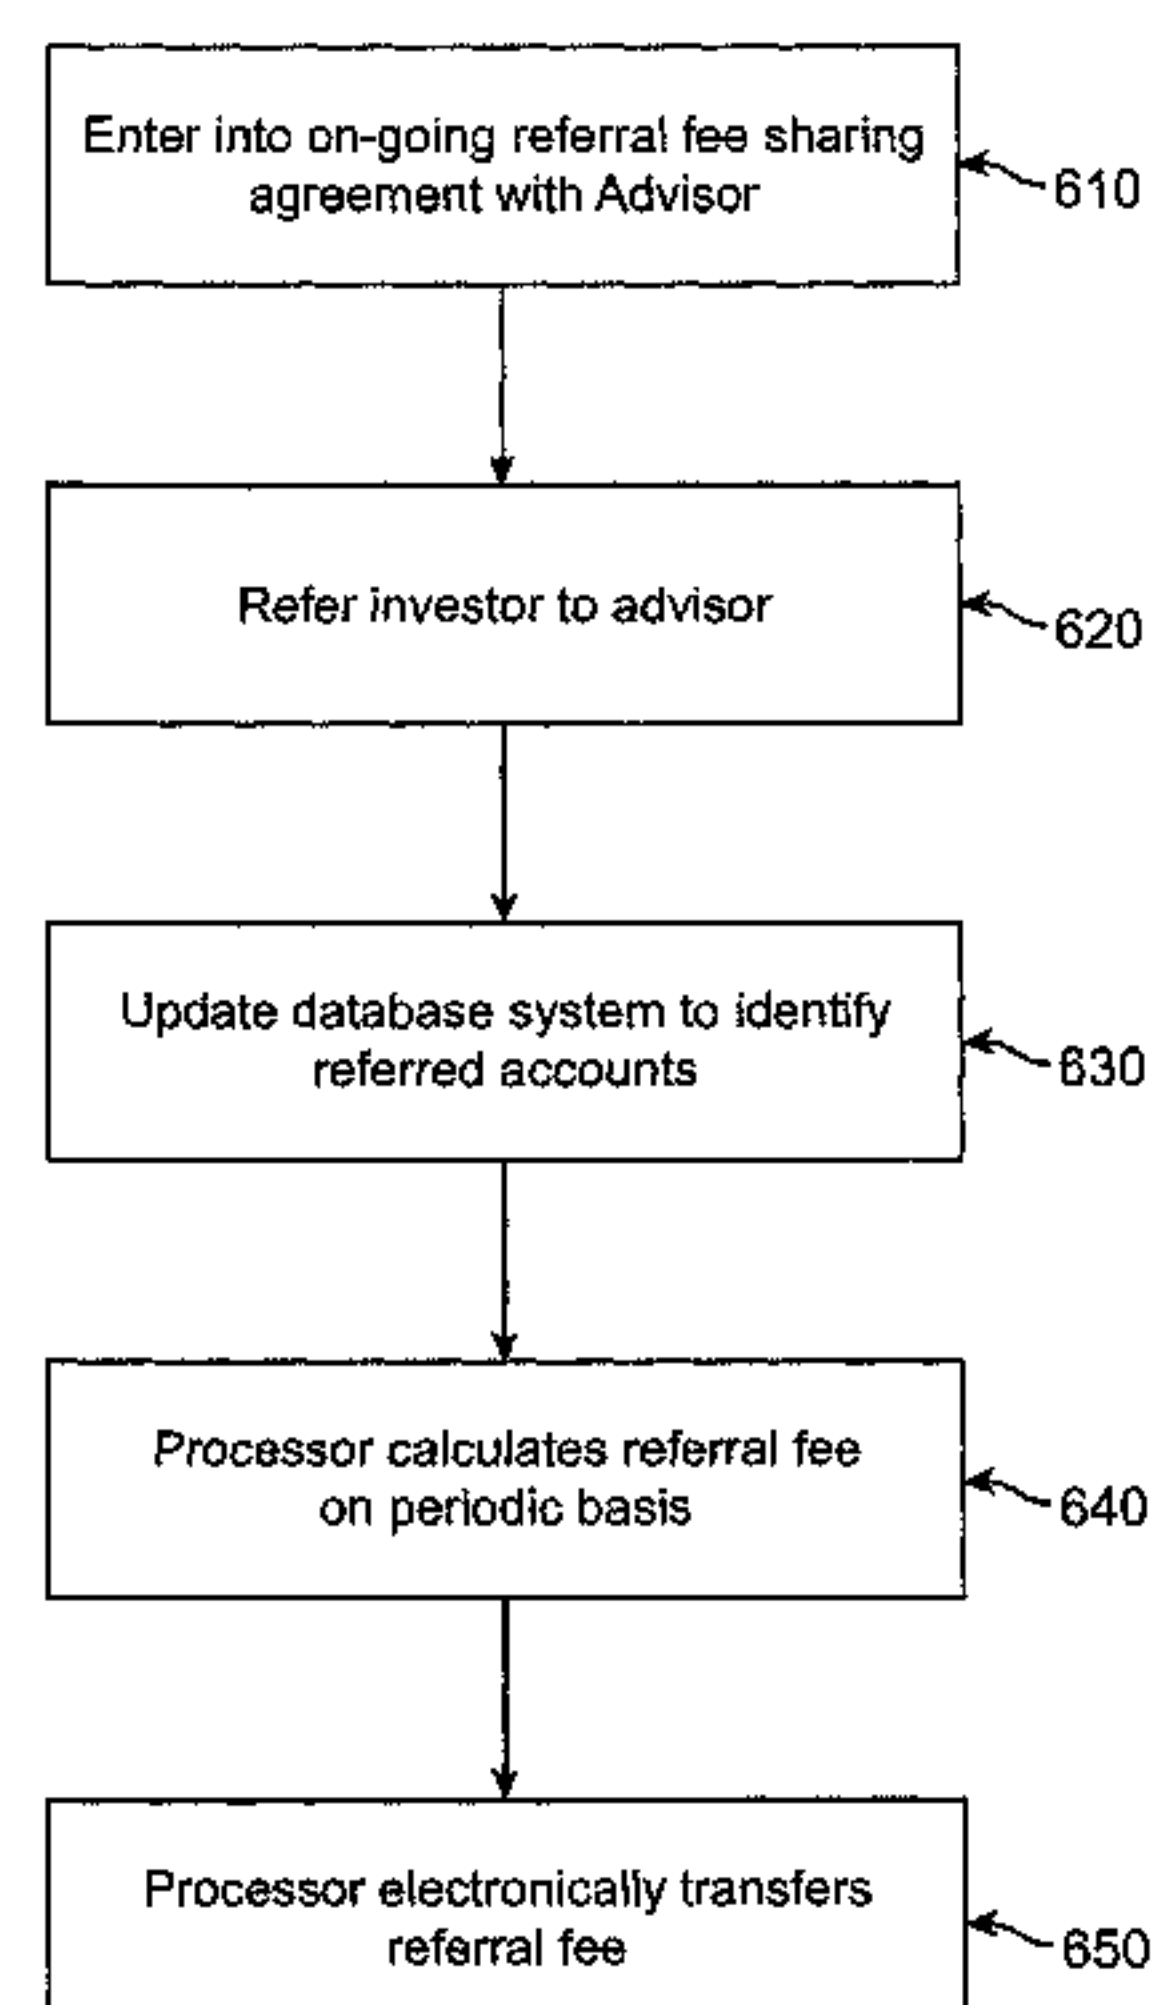 Enter into on-going referral fee sharing
agreement with Advisor
610
Refer investor to advisor
620
Update database system to identify
referred accounts
630
Processor calculates referral fee
on periodic basis
640
Processor electronically transfers
referral fee
650